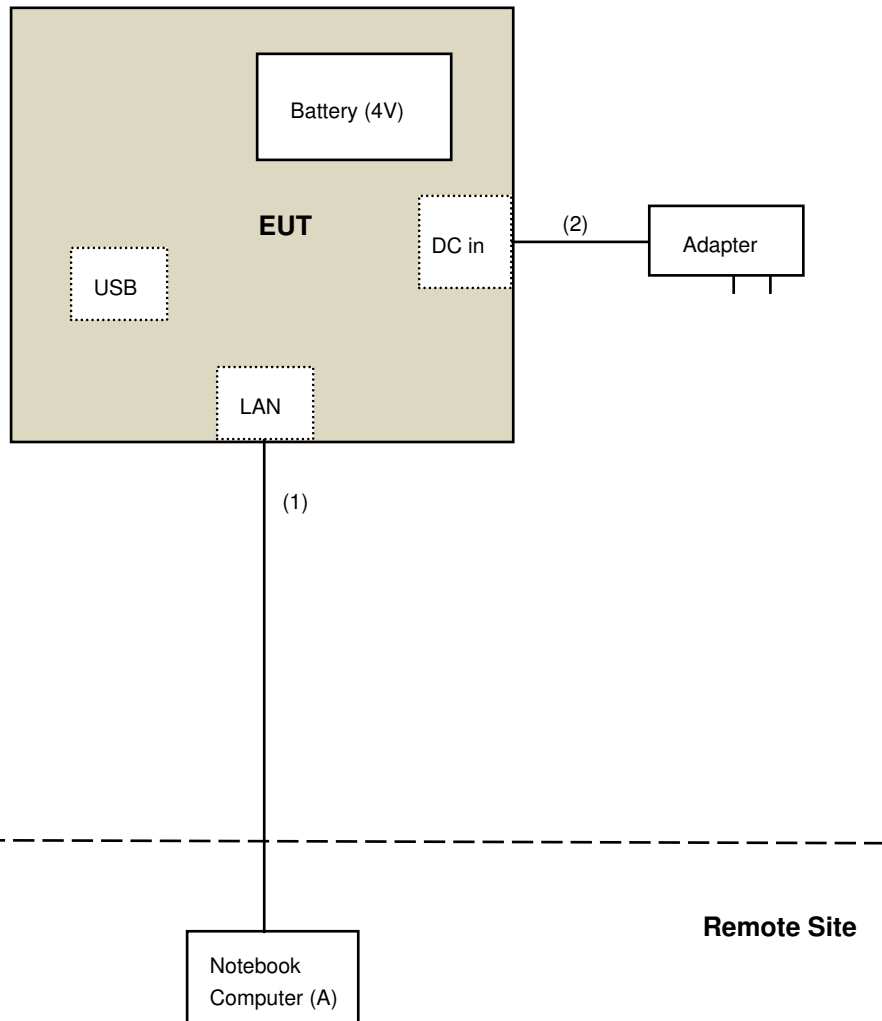 Battery (4V)
EUT
(2)
DC in
Adapter
USB
LAN
(1)
Remote Site
Notebook
Computer (A)